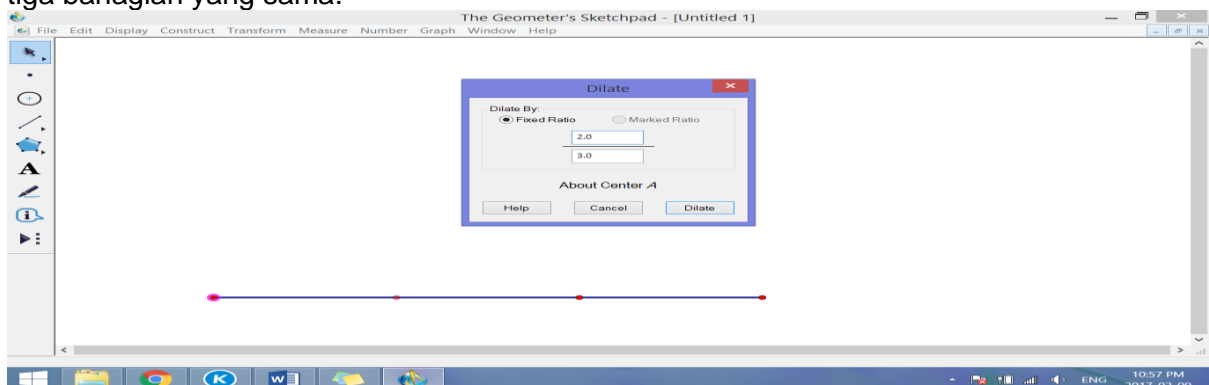 tiga bahagian yang sama.
The Geometer's Sketchpad - [Untitled 1]
File Edit Display Construct Transform Measure Number Graph Window Help
Dilate
Dilate By:
Fixed Ratio Marked Ratio
2.0
3.0
About Center A
Help Cancel Dilate
A
ENG
10:57 PM